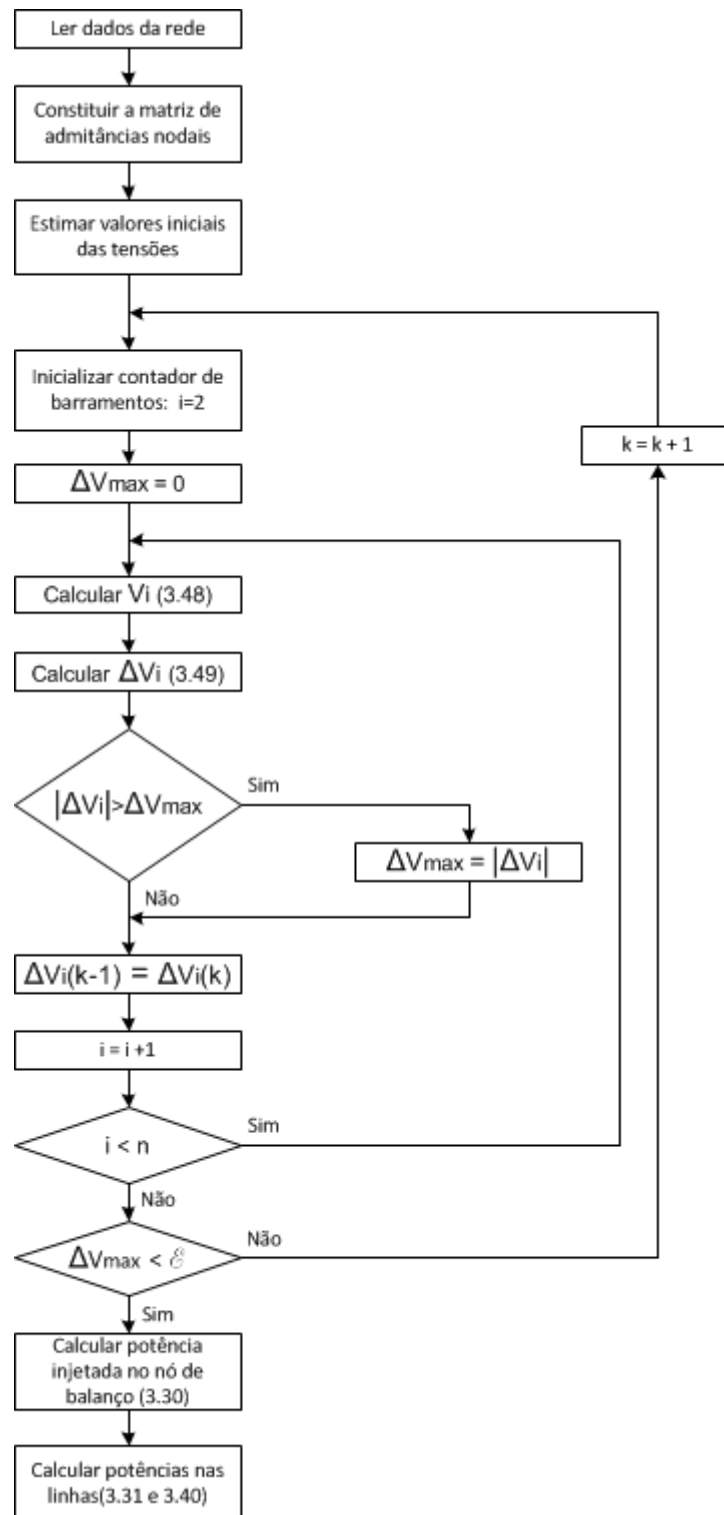 Ler dados da rede
Constituir a matriz de
admitâncias nodais
Estimar valores iniciais
das tensões
Inicializar contador de
barramentos: i=2
k = k + 1
ΔVmax = 0
Calcular Vi (3.48)
Calcular ΔVi (3.49)
|ΔVi|>ΔVmax
Sim
ΔVmax = |ΔVi|
Não
ΔVi(k-1) = ΔVi(k)
i = i +1
i < n
Sim
Não
ΔVmax < ℰ
Não
Sim
Calcular potência
injetada no nó de
balanço (3.30)
Calcular potências nas
linhas(3.31 e 3.40)